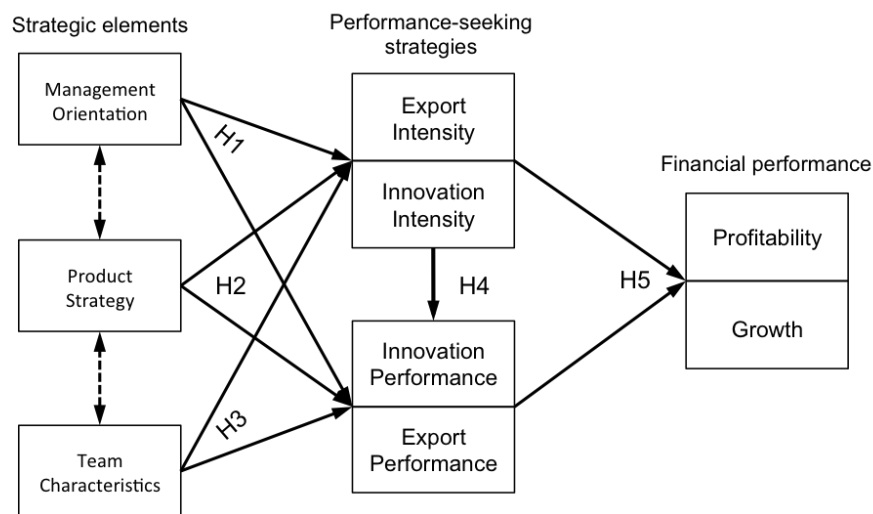 Strategic elements
Management
Orientation
Product
Strategy
Team
Characteristics
H1
H2
H3
Performance-seeking
strategies
Export
Intensity
Innovation
Intensity
H4
Innovation
Performance
Export
Performance
H5
Financial performance
Profitability
Growth